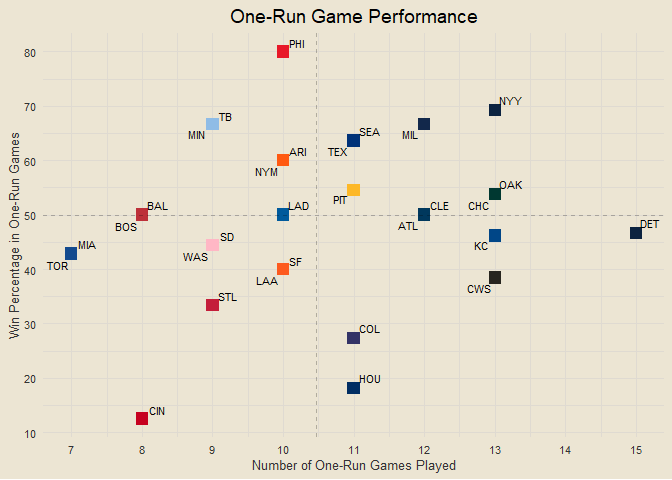 One-Run Game Performance
80
70
60
50
40
30
20
10
Win Percentage in One-Run Games
PHI
NYY
TB
MIN
SEA
TEX
MIL
ARI
NYM
PIT
OAK
CHC
BAL
BOS
LAD
CLE
ATL
DET
KC
SD
WAS
MIA
TOR
SF
LAA
CWS
STL
COL
HOU
CIN
7 8 9 10 11 12 13 14 15
Number of One-Run Games Played